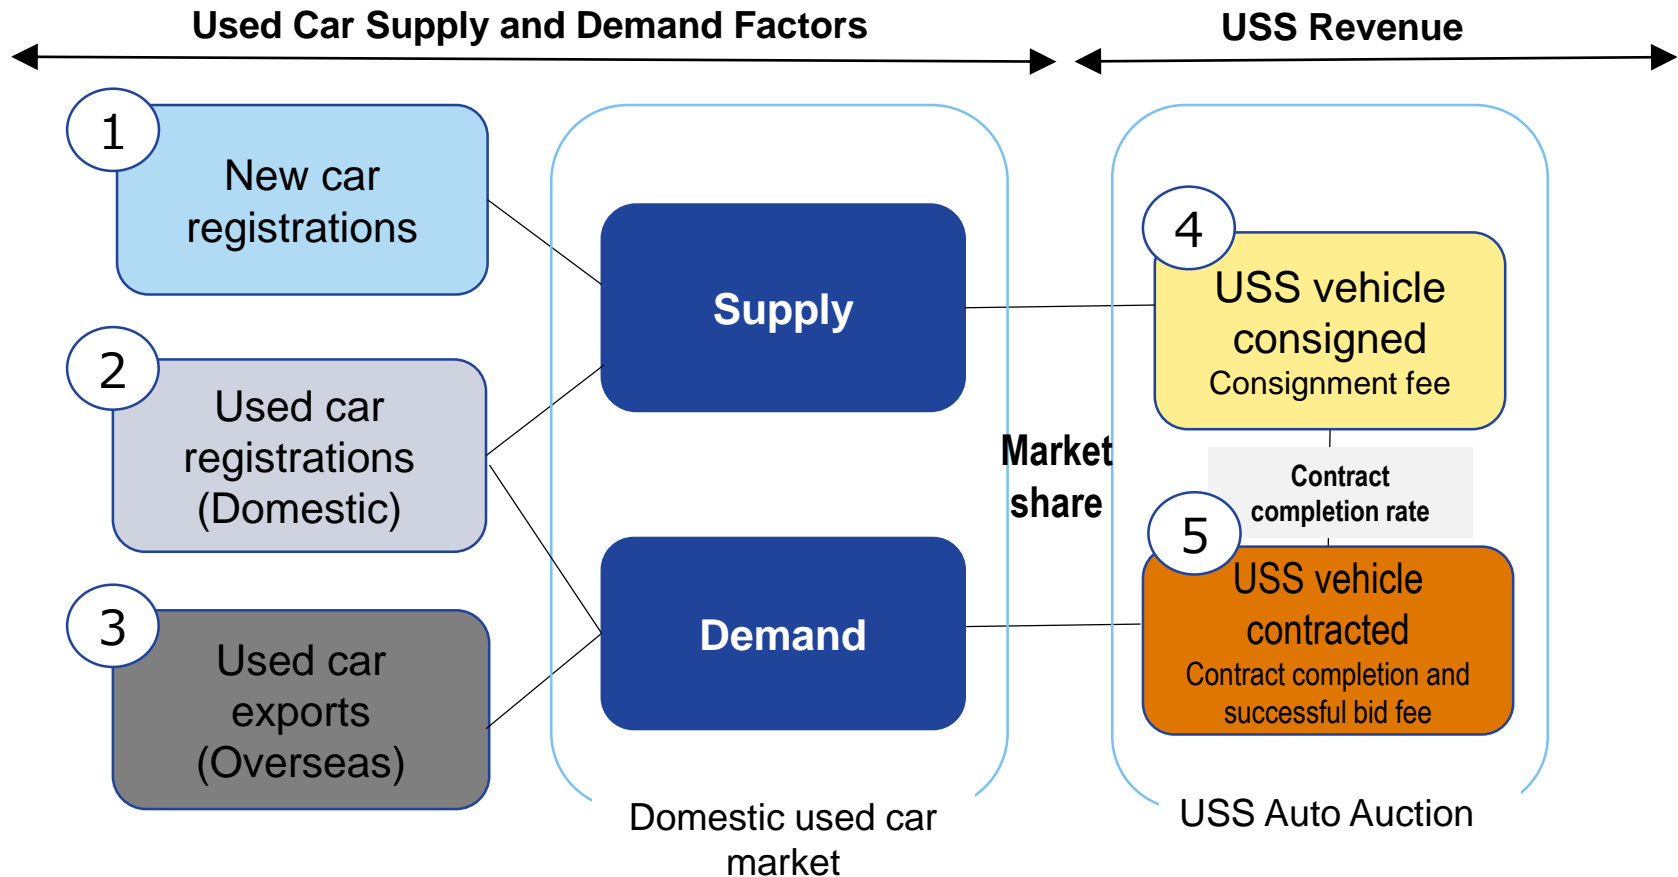 Used Car Supply and Demand Factors
USS Revenue
1
New car
registrations
2
Used car
registrations
(Domestic)
3
Used car
exports
(Overseas)
Supply
Demand
Domestic used car
market
Market
share
4
USS vehicle
consigned
Consignment fee
Contract
completion rate
5
USS vehicle
contracted
Contract completion and
successful bid fee
USS Auto Auction